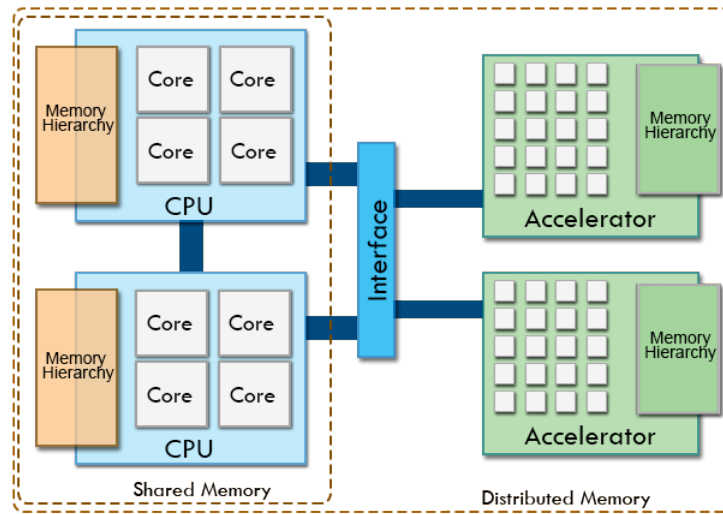 Memory
Hierarchy
Core
Core
Core
Core
CPU
Memory
Hierarchy
Core
Core
Core
Core
CPU
Shared Memory
Interface
Memory
Hierarchy
Accelerator
Memory
Hierarchy
Accelerator
Distributed Memory